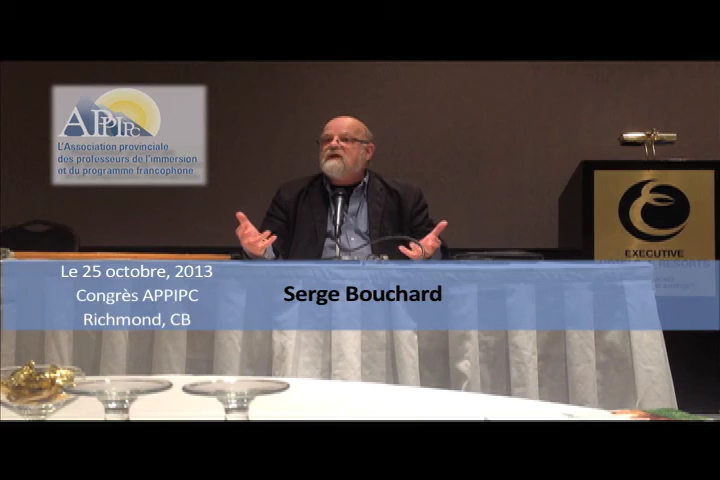 APPIPC
L'Association provinciale
des professeurs de l'immersion
et du programme francophone
EXECUTIVE
Le 25 octobre, 2013
Congrès APPIPC
Richmond, CB
Serge Bouchard